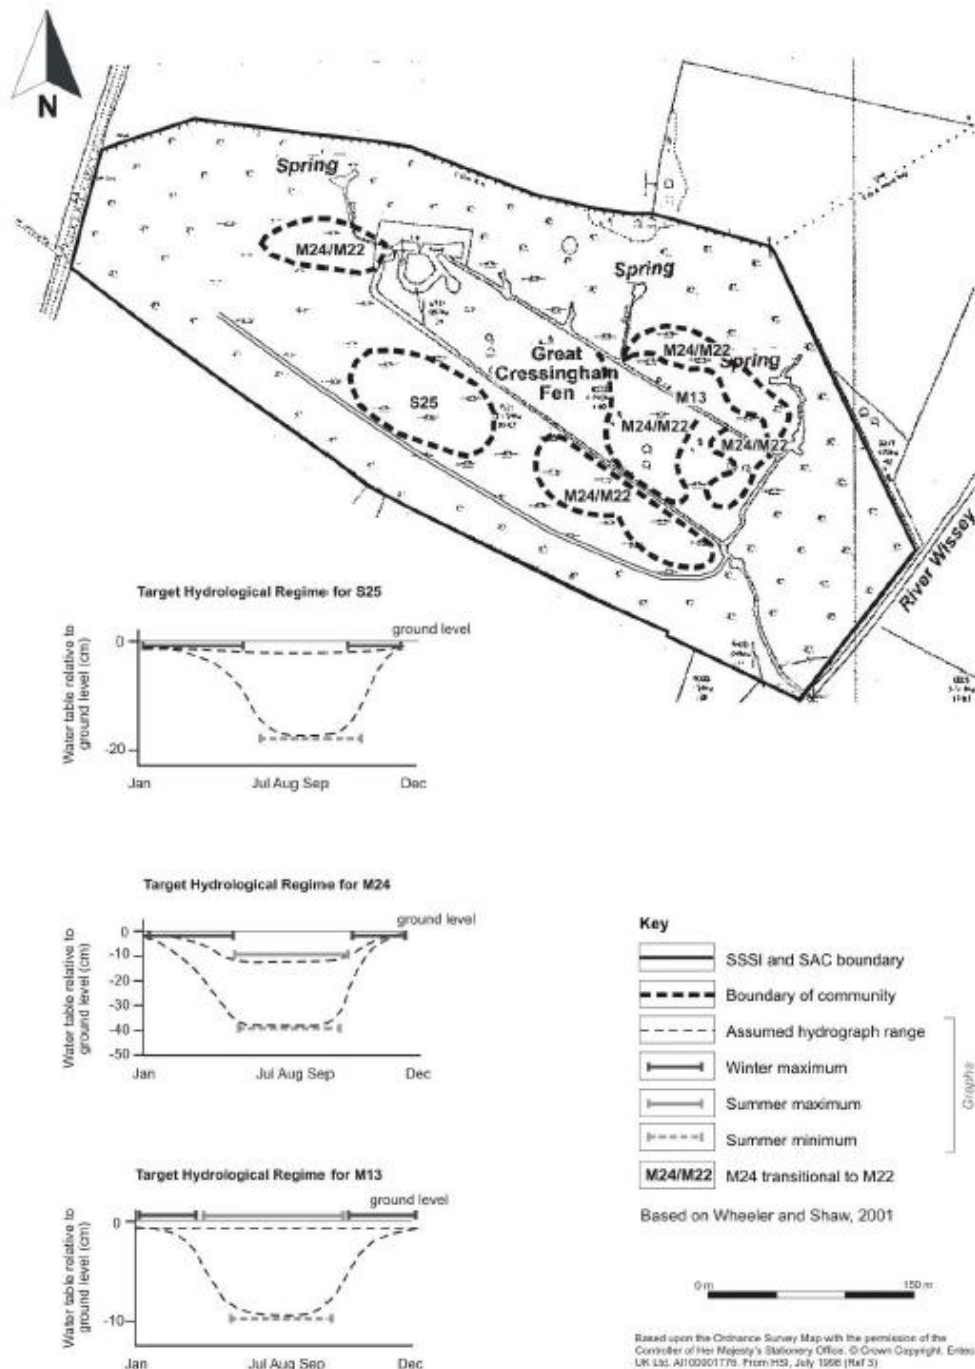 N
Spring
M24/M22
Spring
M24/M22
Spring
Great
Cressingham
Fen
M13
S25
M24/M22
M24/M22
M24/M22
River Wissey
Target Hydrological Regime for S25
ground level
Water table relative to
ground level (cm)
0
-20
Jan
Jul Aug Sep
Dec
Target Hydrological Regime for M24
ground level
Water table relative to
ground level (cm)
0
-10
-20
-30
-40
-50
Jan
Jul Aug Sep
Dec
Target Hydrological Regime for M13
ground level
Water table relative to
ground level (cm)
0
-10
Jan
Jul Aug Sep
Dec
Key
SSSI and SAC boundary
Boundary of community
Assumed hydrograph range
Winter maximum
Summer maximum
Summer minimum
Graphs
M24/M22 M24 transitional to M22
Based on Wheeler and Shaw, 2001
0 m 150 m
Based upon the Ordnance Survey Map with the permission of the
Controller of Her Majesty's Stationery Office. © Crown Copyright. Entec
UK Ltd. Al100001776. From HSI, July 1998 (Ref 3)